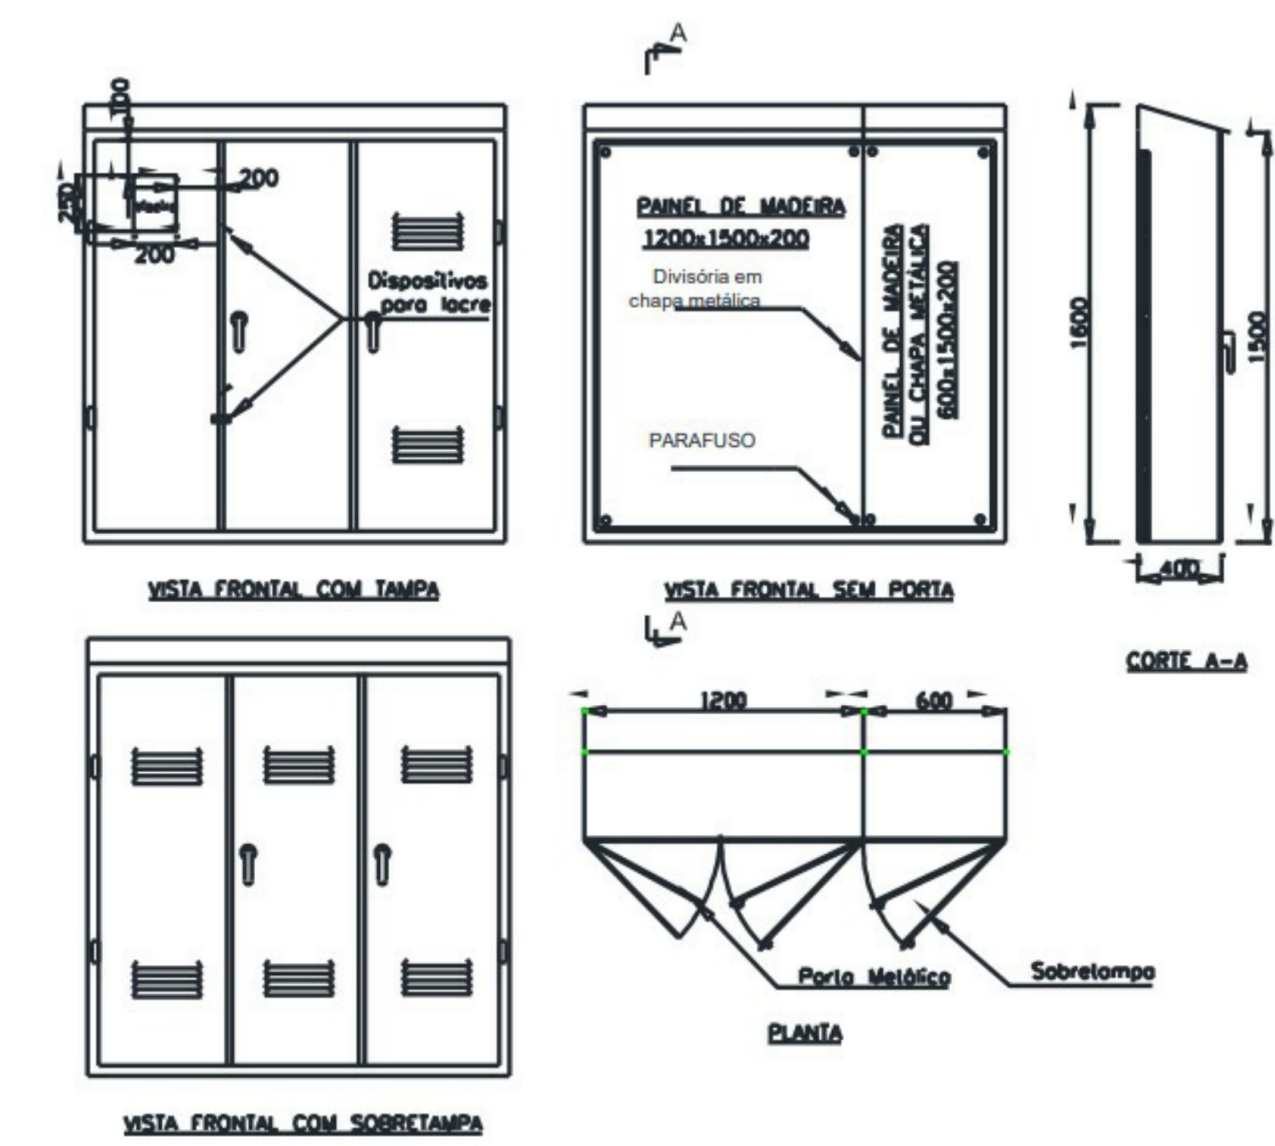 A
100
200
250
200
Dispositivos
para lacre
VISTA FRONTAL COM TAMPA
PAINEL DE MADEIRA
1200x1500x200
Divisória em
chapa metálica
PARAFUSO
PAINEL DE MADEIRA
OU CHAPA METÁLICA
600x1500x200
VISTA FRONTAL SEM PORTA
1600
1500
400
CORTE A-A
A
VISTA FRONTAL COM SOBRETAMPA
1200
600
Porta Metálica
Sobretampa
PLANTA